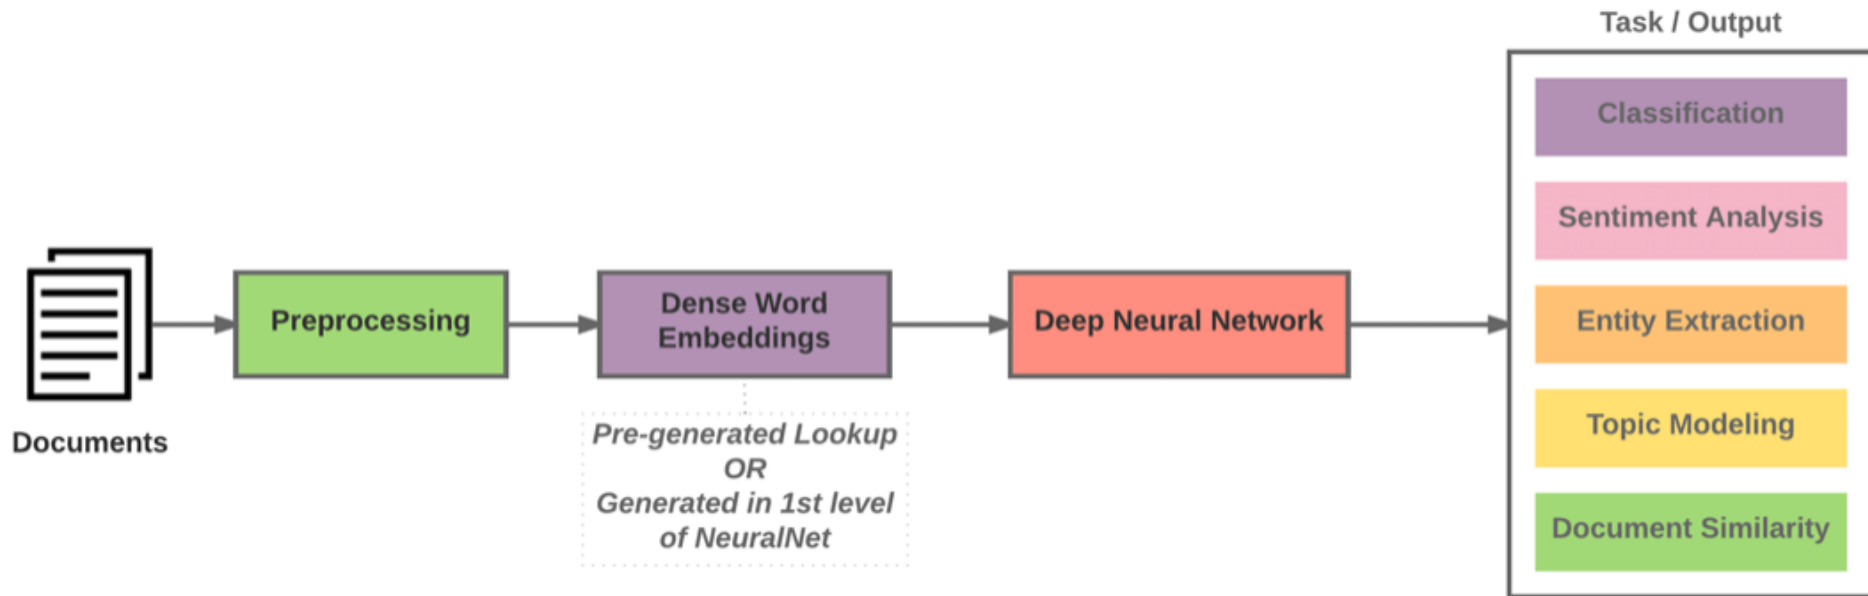 Task / Output
Classification
Sentiment Analysis
Entity Extraction
Topic Modeling
Document Similarity
Documents
Preprocessing
Dense Word
Embeddings
Pre-generated Lookup
OR
Generated in 1st level
of NeuralNet
Deep Neural Network